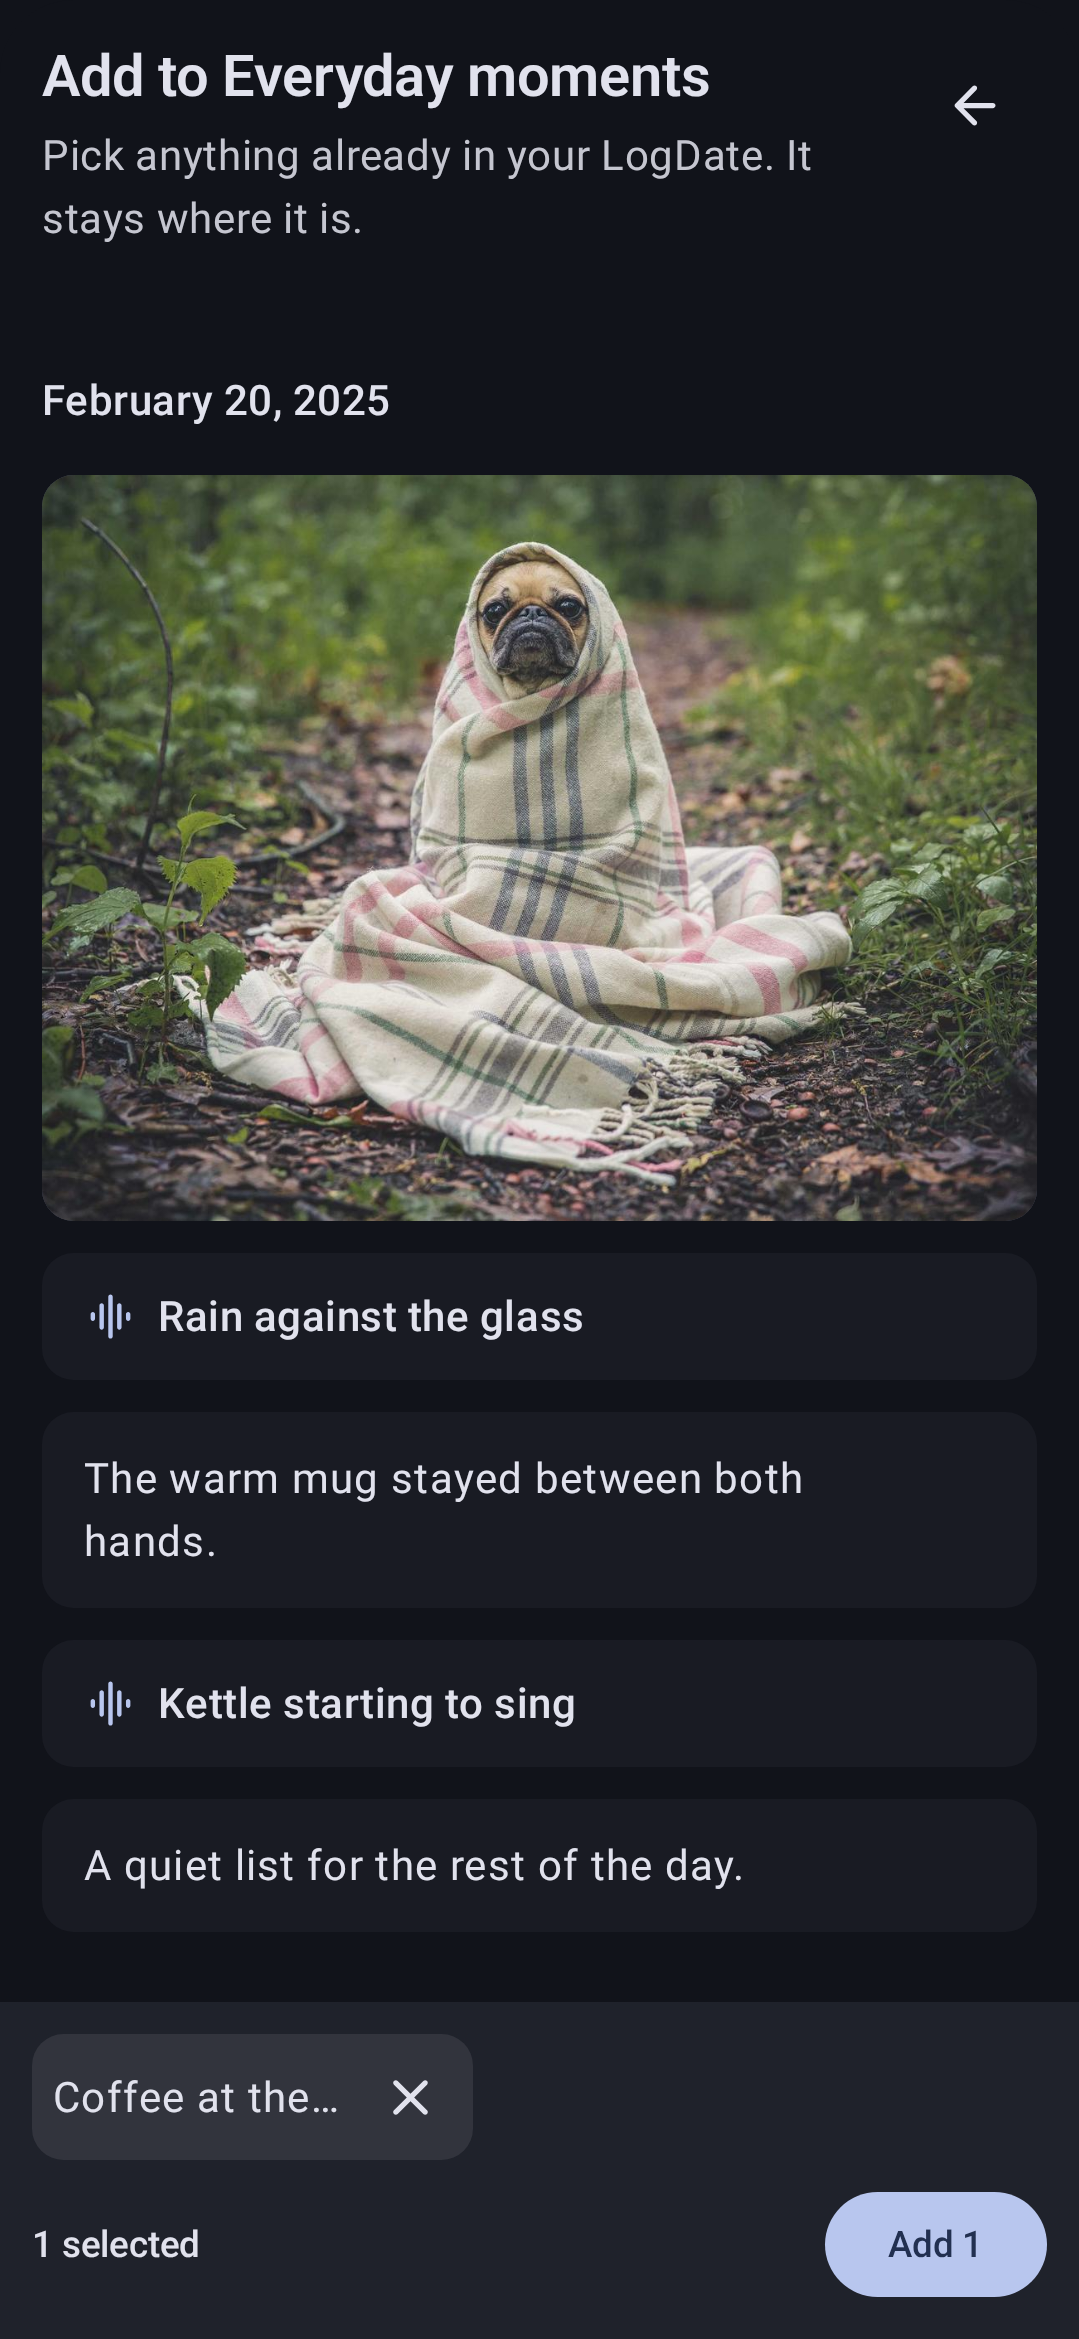 Add to Everyday moments
Pick anything already in your LogDate. It
stays where it is.
February 20, 2025
Rain against the glass
The warm mug stayed between both
hands.
Kettle starting to sing
A quiet list for the rest of the day.
Coffee at the…
1 selected
Add 1